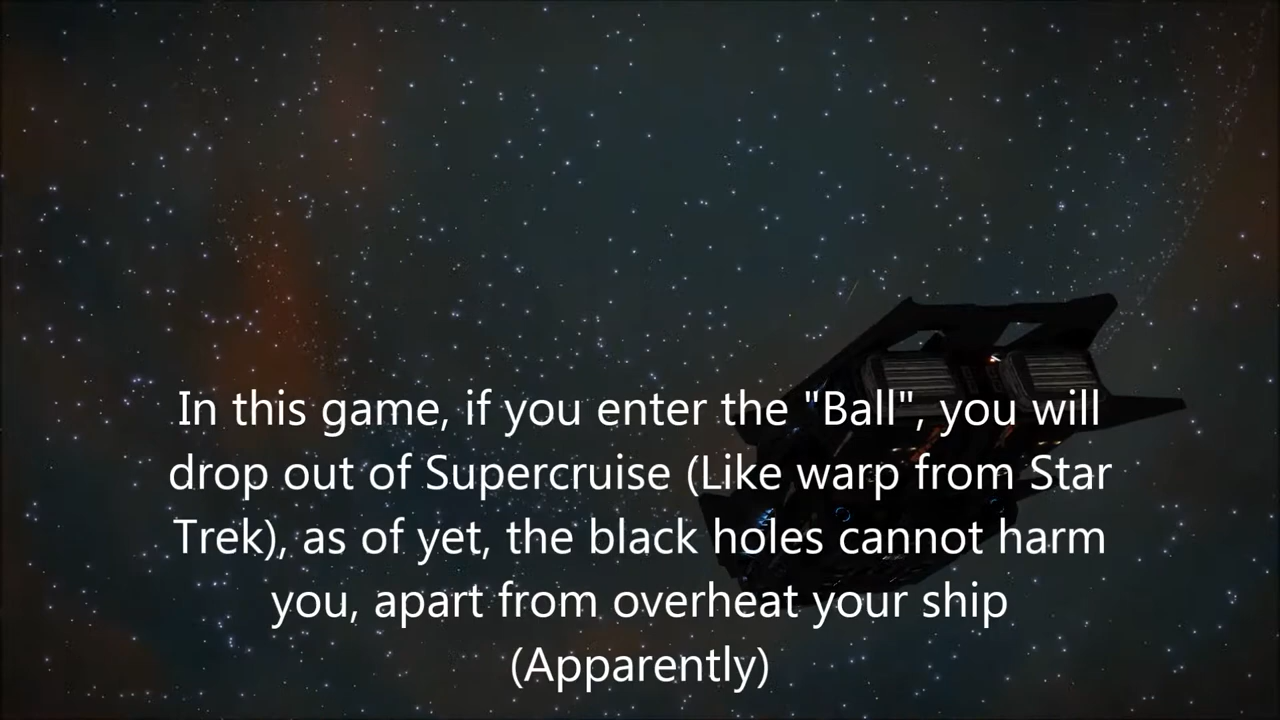 In this game, if you enter the "Ball", you will
drop out of Supercruise (Like warp from Star
Trek), as of yet, the black holes cannot harm
you, apart from overheat your ship
(Apparently)